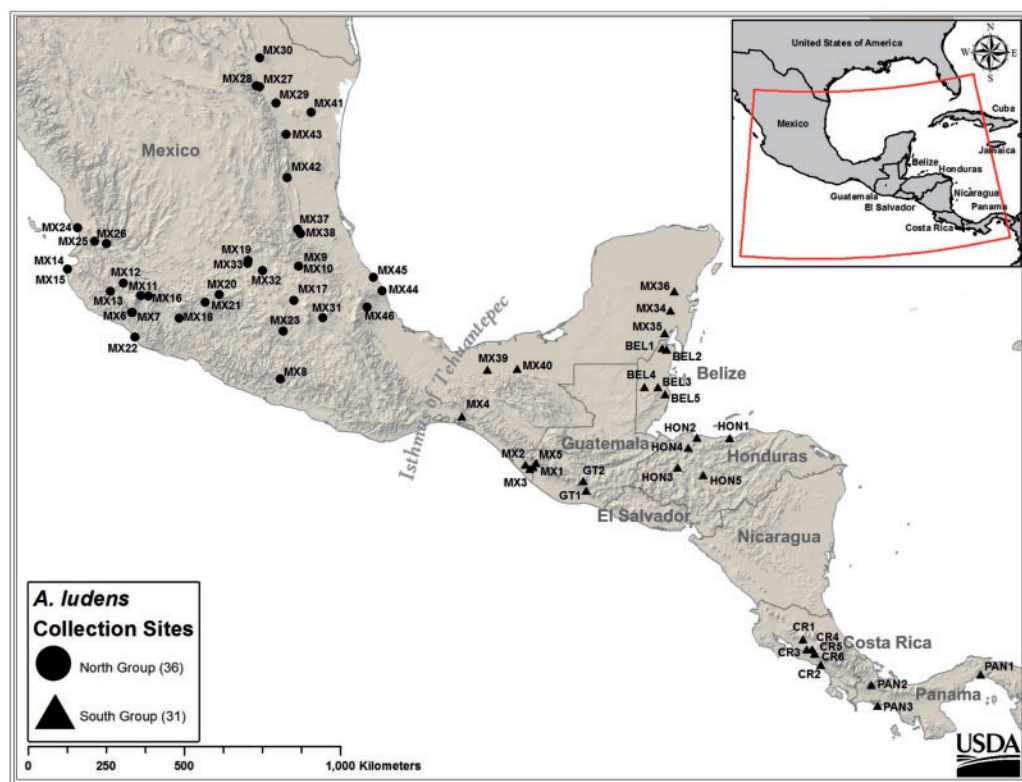 MX30
MX28
MX27
MX29
MX41
MX43
Mexico
MX42
MX24
MX25
MX26
MX37
MX38
MX14
MX15
MX12
MX11
MX13
MX16
MX6
MX7
MX18
MX20
MX21
MX22
MX19
MX33
MX32
MX9
MX10
MX17
MX31
MX23
MX8
MX45
MX44
MX46
Isthmus of Tehuantepec
MX39
MX40
MX4
MX2
MX5
MX1
MX3
MX36
MX34
MX35
BEL1
BEL2
BEL4
BEL3
BEL5
Belize
Guatemala
GT2
GT1
HON2
HON1
HON4
HON3
HON5
Honduras
El Salvador
Nicaragua
CR1
CR4
CR5
CR3
CR6
CR2
Costa Rica
PAN1
PAN2
PAN3
Panama
United States of America
N
W
E
S
Mexico
Cuba
Jamaica
Belize
Honduras
Guatemala
El Salvador
Nicaragua
Panama
Costa Rica
A. ludens
Collection Sites
North Group (36)
South Group (31)
0 250 500 1,000 Kilometers
USDA